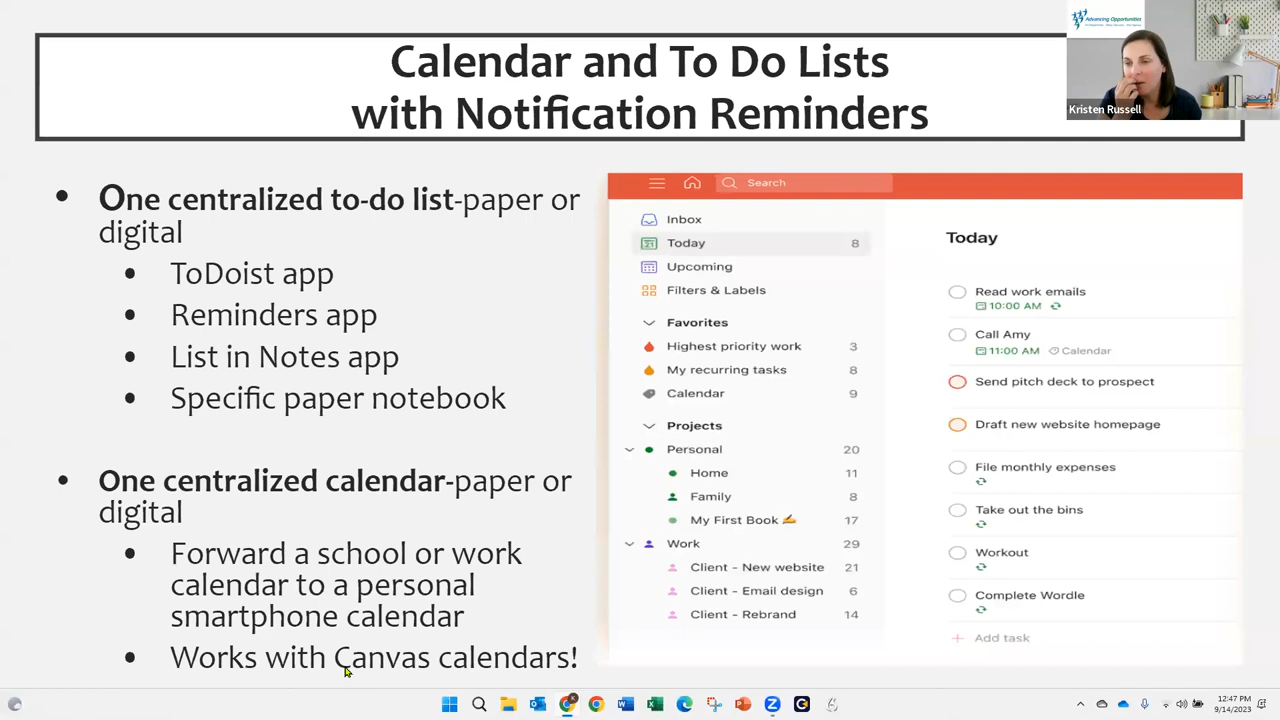 Calendar and To Do Lists
with Notification Reminders
Advancing Opportunities
Kristen Russell
• One centralized to-do list-paper or
digital
• ToDoist app
• Reminders app
• List in Notes app
• Specific paper notebook
• One centralized calendar-paper or
digital
• Forward a school or work
calendar to a personal
smartphone calendar
• Works with Canvas calendars!
Search
Inbox
Today 8
Upcoming
Filters & Labels
Favorites
Highest priority work 3
My recurring tasks 8
Calendar 9
Projects
Personal 20
Home 11
Family 8
My First Book ✍️ 17
Work 29
Client - New website 21
Client - Email design 6
Client - Rebrand 14
Today
Read work emails
10:00 AM
Call Amy
11:00 AM Calendar
Send pitch deck to prospect
Draft new website homepage
File monthly expenses
Take out the bins
Workout
Complete Wordle
+ Add task
12:47 PM
9/14/2023